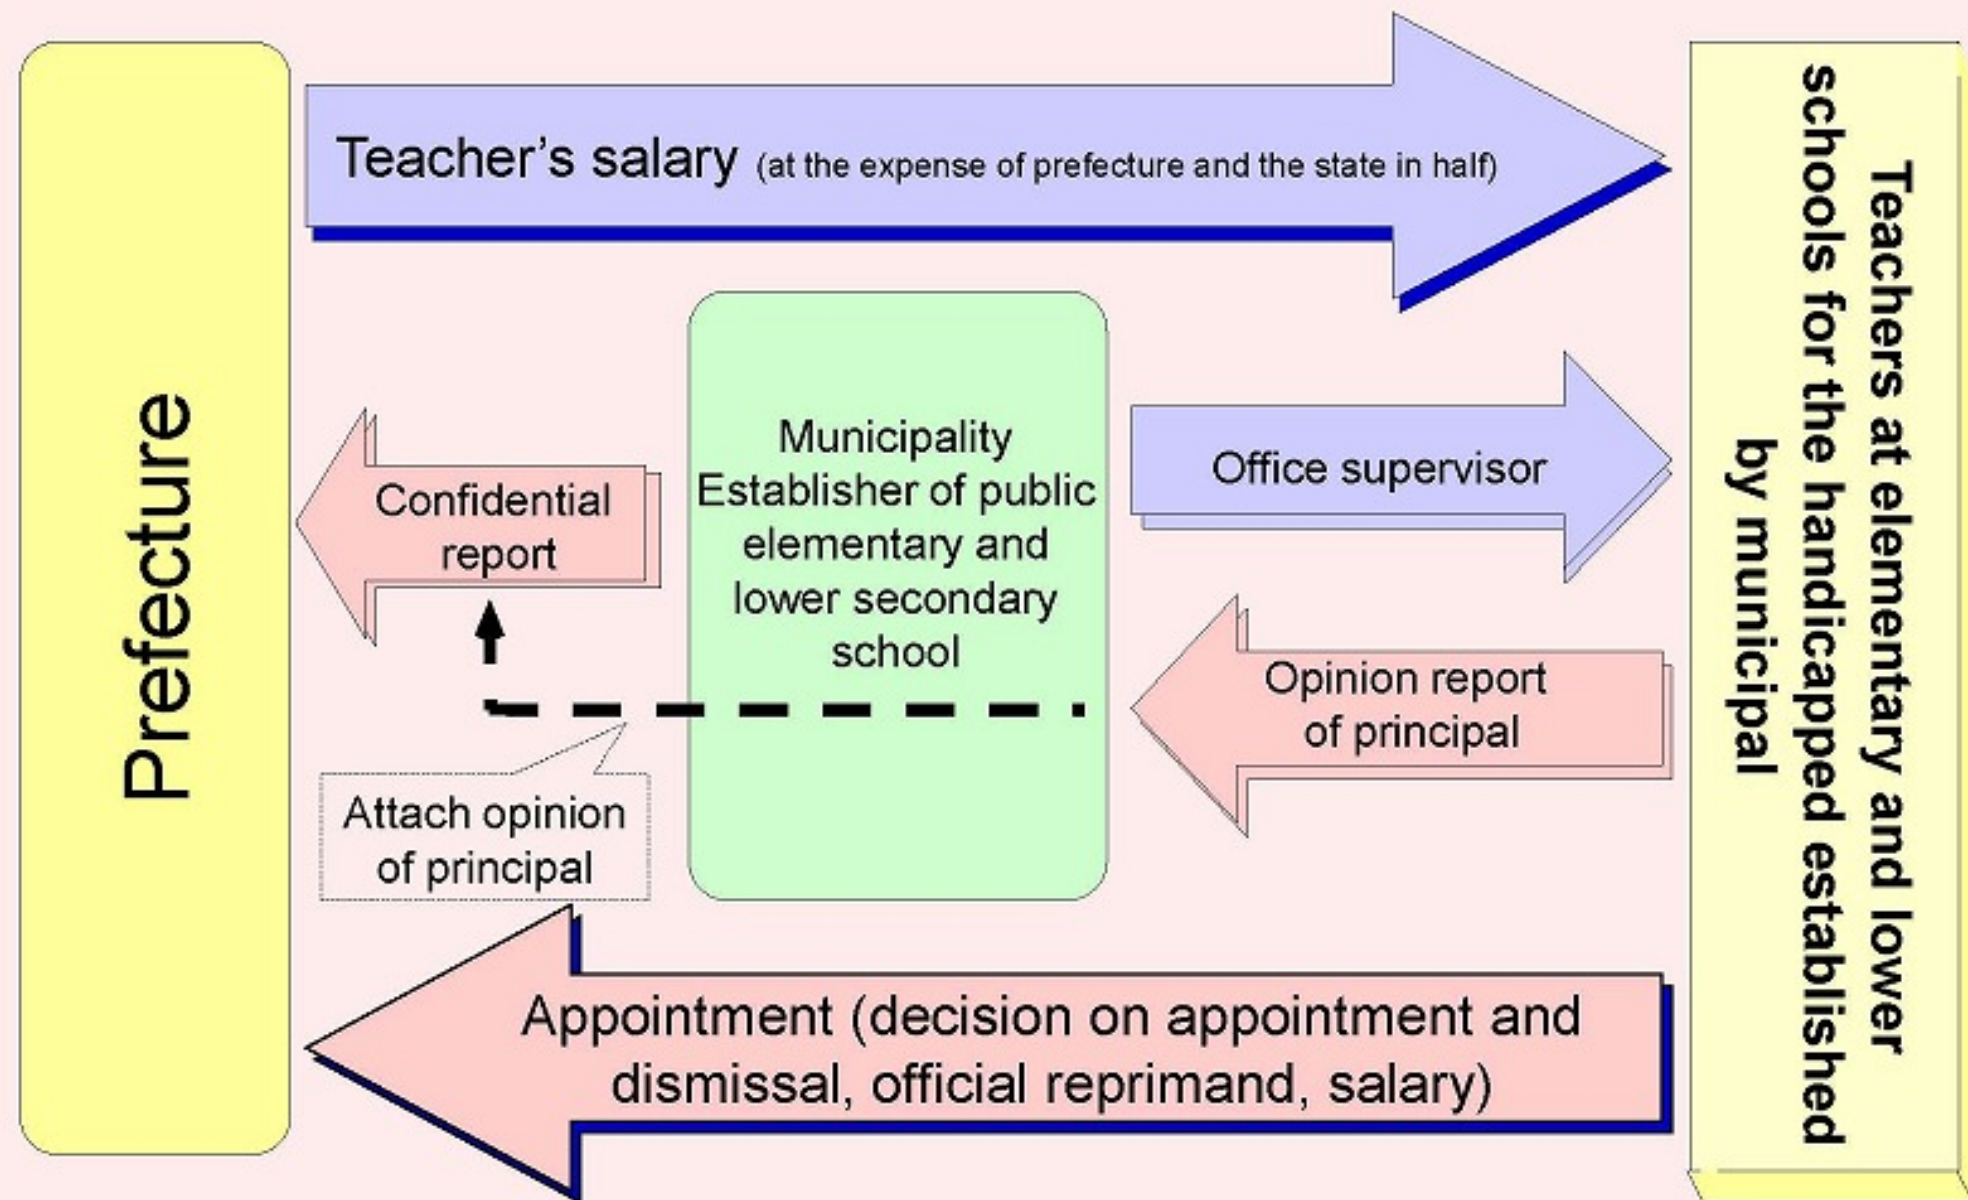 Prefecture
Teacher’s salary (at the expense of prefecture and the state in half)
Municipality
Establisher of public
elementary and
lower secondary
school
Confidential
report
Office supervisor
Opinion report
of principal
Attach opinion
of principal
Appointment (decision on appointment and
dismissal, official reprimand, salary)
Teachers at elementary and lower
schools for the handicapped established
by municipal